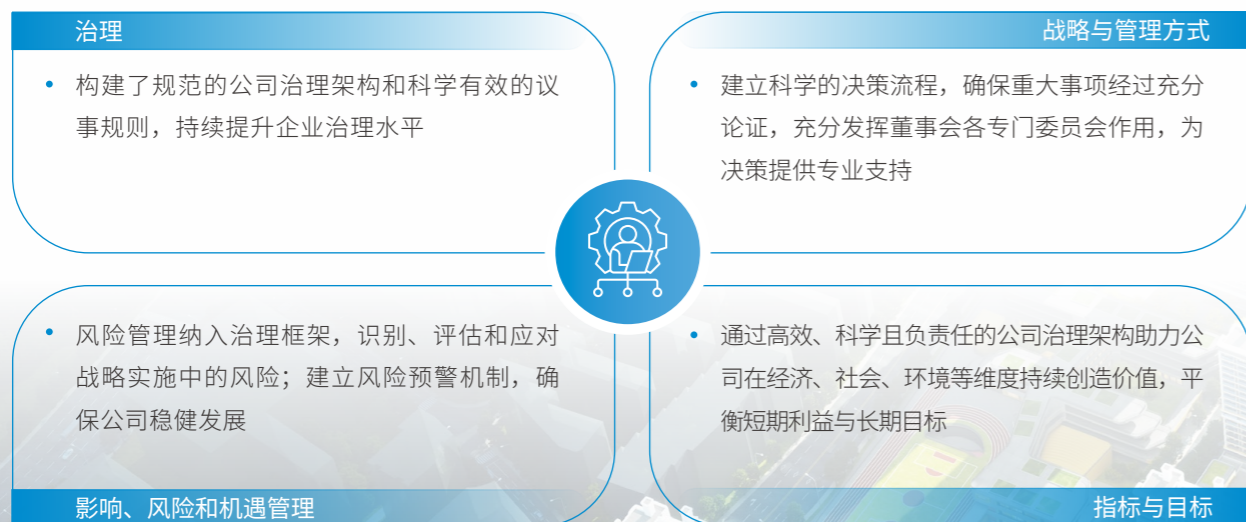 治理
• 构建了规范的公司治理架构和科学有效的议
事规则，持续提升企业治理水平
战略与管理方式
• 建立科学的决策流程，确保重大事项经过充分
论证，充分发挥董事会各专门委员会作用，为
决策提供专业支持
• 风险管理纳入治理框架，识别、评估和应对
战略实施中的风险；建立风险预警机制，确
保公司稳健发展
影响、风险和机遇管理
• 通过高效、科学且负责任的公司治理架构助力公
司在经济、社会、环境等维度持续创造价值，平
衡短期利益与长期目标
指标与目标